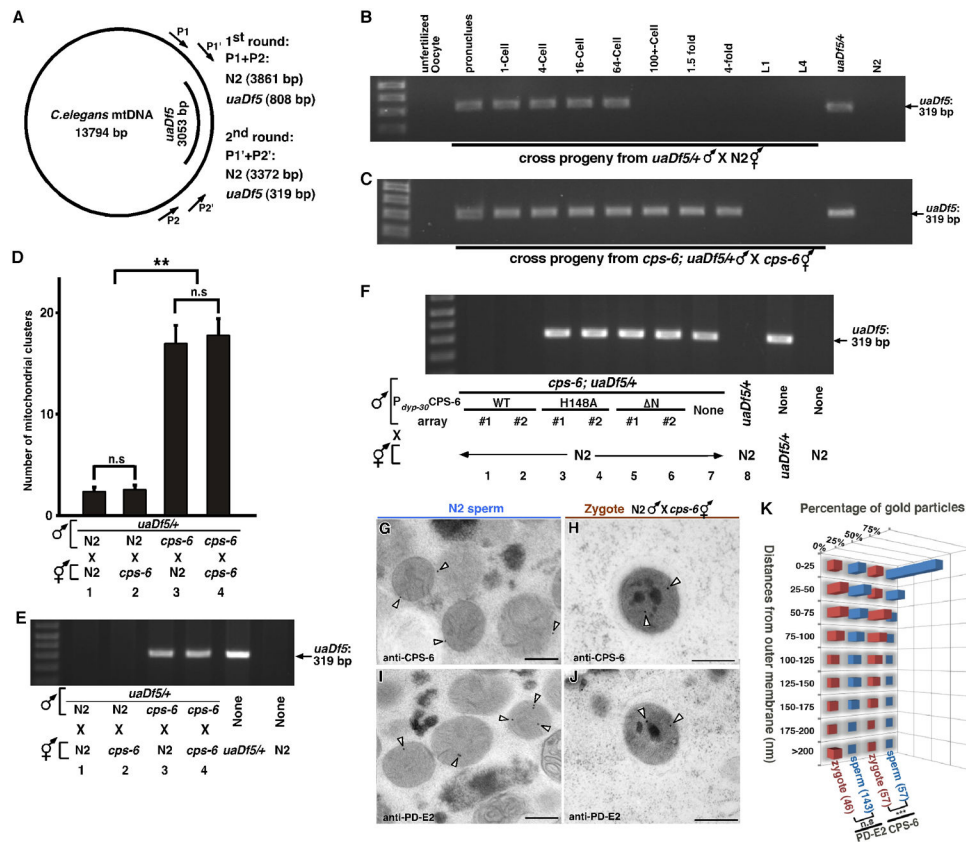 A
P1
P1'
1st round:
P1+P2:
N2 (3861 bp)
uaDf5 (808 bp)
C.elegans mtDNA
13794 bp
uaDf5
3053 bp
2nd round:
P1'+P2':
N2 (3372 bp)
uaDf5 (319 bp)
P2
P2'
B
unfertilized
Oocyte
pronuclues
1-Cell
4-Cell
16-Cell
64-Cell
100+-Cell
1.5 fold
4-fold
L1
L4
uaDf5/+
N2
uaDf5:
319 bp
cross progeny from uaDf5/+ ♂ X N2 ⚥
C
uaDf5:
319 bp
cross progeny from cps-6; uaDf5/+ ♂ X cps-6 ⚥
D
Number of mitochondrial clusters
20
10
0
**
n.s
n.s
uaDf5/+
♂ [ N2 N2 cps-6 cps-6
X X X X
⚥ [ N2 cps-6 N2 cps-6
1 2 3 4
E
uaDf5:
319 bp
uaDf5/+
♂ [ N2 N2 cps-6 cps-6 None None
X X X X
⚥ [ N2 cps-6 N2 cps-6 uaDf5/+ N2
1 2 3 4
F
uaDf5:
319 bp
cps-6; uaDf5/+
♂ [ Pdyp-30CPS-6 WT H148A ΔN None uaDf5/+ None None
array #1 #2 #1 #2 #1 #2
X
⚥ [ N2 N2 uaDf5/+ N2
1 2 3 4 5 6 7 8
N2 sperm
Zygote N2 ♂ X cps-6 ⚥
G
anti-CPS-6
H
anti-CPS-6
I
anti-PD-E2
J
anti-PD-E2
K
Percentage of gold particles
0% 25% 50% 75%
Distances from outer membrane (nm)
0-25
25-50
50-75
75-100
100-125
125-150
150-175
175-200
>200
zygote (46)
sperm (143)
zygote (57)
sperm (57)
n.s
***
PD-E2
CPS-6